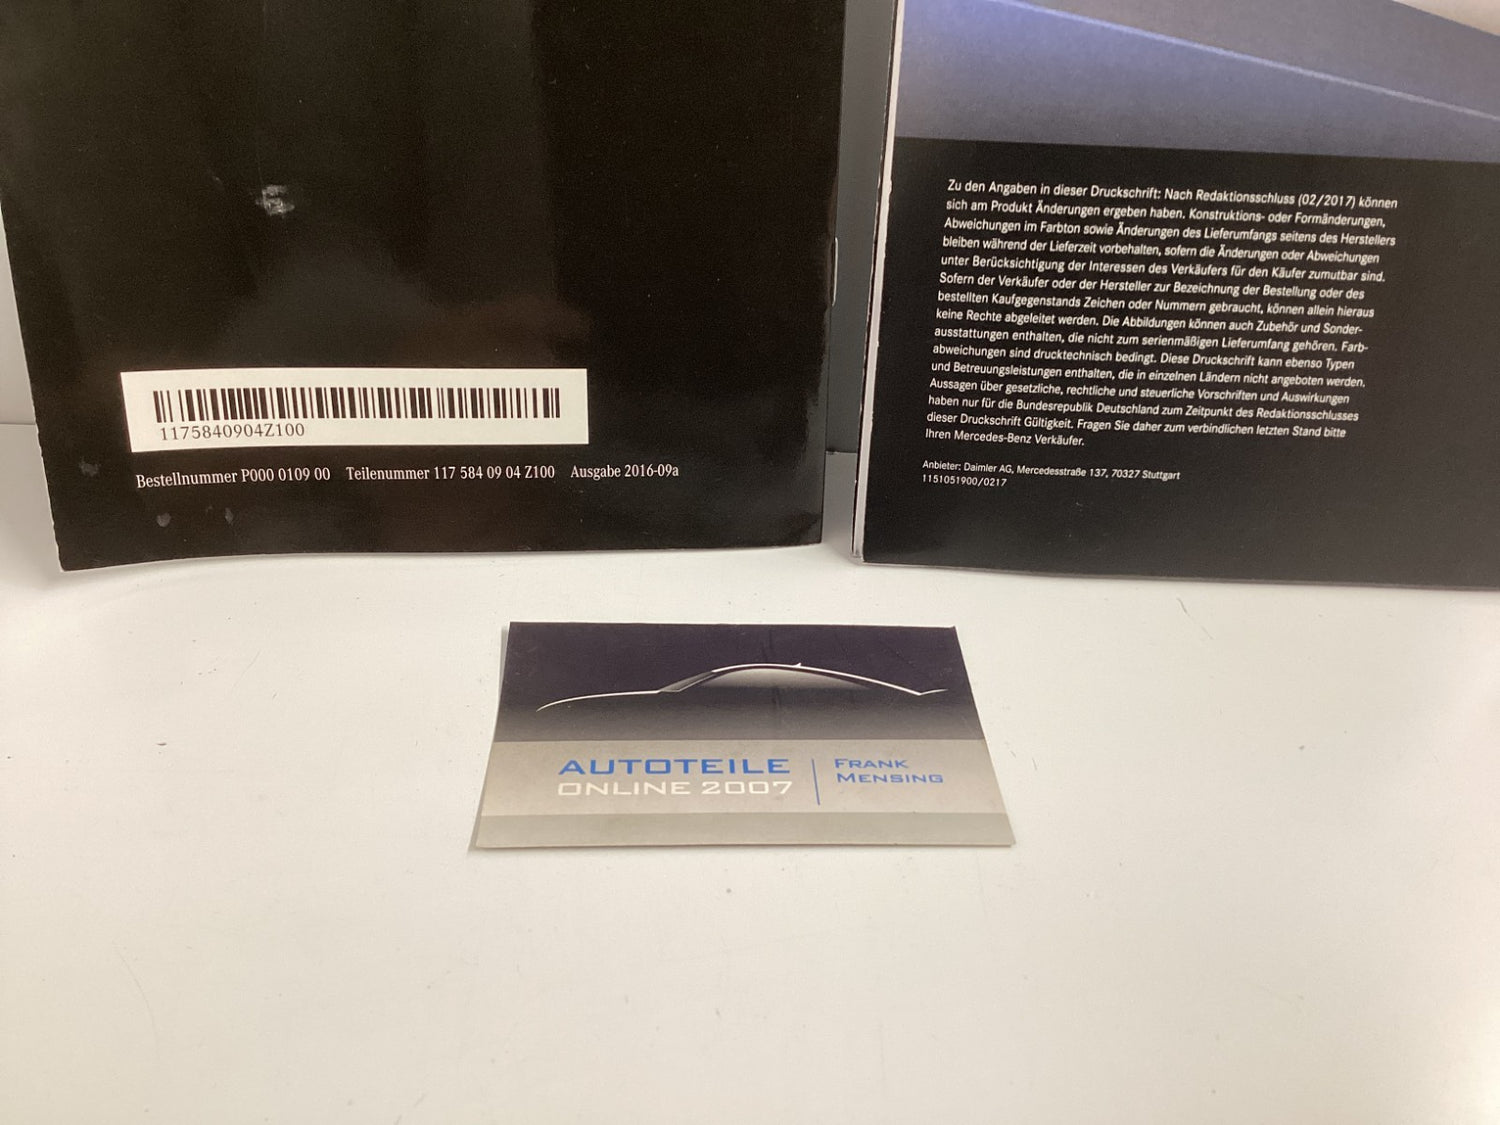 1175840904Z100
Bestellnummer P000 0109 00 Teilenummer 117 584 09 04 Z100 Ausgabe 2016-09a
Zu den Angaben in dieser Druckschrift: Nach Redaktionsschluss (02/2017) können
sich am Produkt Änderungen ergeben haben. Konstruktions- oder Formänderungen,
Abweichungen im Farbton sowie Änderungen des Lieferumfangs seitens des Herstellers
bleiben während der Lieferzeit vorbehalten, sofern die Änderungen oder Abweichungen
unter Berücksichtigung der Interessen des Verkäufers für den Käufer zumutbar sind.
Sofern der Verkäufer oder der Hersteller zur Bezeichnung der Bestellung oder des
bestellten Kaufgegenstands Zeichen oder Nummern gebraucht, können allein hieraus
keine Rechte abgeleitet werden. Die Abbildungen können auch Zubehör und Sonder-
ausstattungen enthalten, die nicht zum serienmäßigen Lieferumfang gehören. Farb-
abweichungen sind drucktechnisch bedingt. Diese Druckschrift kann ebenso Typen
und Betreuungsleistungen enthalten, die in einzelnen Ländern nicht angeboten werden.
Aussagen über gesetzliche, rechtliche und steuerliche Vorschriften und Auswirkungen
haben nur für die Bundesrepublik Deutschland zum Zeitpunkt des Redaktionsschlusses
dieser Druckschrift Gültigkeit. Fragen Sie daher zum verbindlichen letzten Stand bitte
Ihren Mercedes-Benz Verkäufer.
Anbieter: Daimler AG, Mercedesstraße 137, 70327 Stuttgart
1151051900/0217
AUTOTEILE
ONLINE 2007
FRANK
MENSING